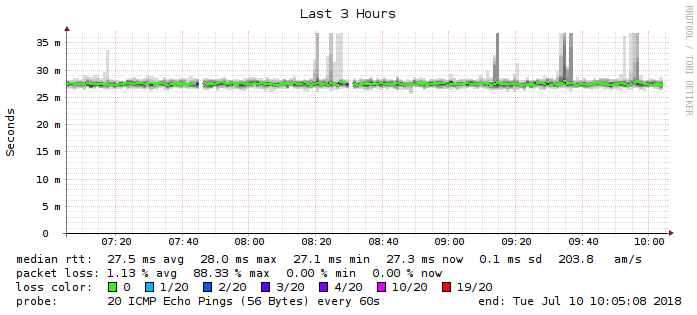 Last 3 Hours
RRDTOOL / TOBI OETIKER
Seconds
35 m
30 m
25 m
20 m
15 m
10 m
5 m
0
07:20 07:40 08:00 08:20 08:40 09:00 09:20 09:40 10:00
median rtt: 27.5 ms avg 28.0 ms max 27.1 ms min 27.3 ms now 0.1 ms sd 203.8 am/s
packet loss: 1.13 % avg 88.33 % max 0.00 % min 0.00 % now
loss color: 0 1/20 2/20 3/20 4/20 10/20 19/20
probe: 20 ICMP Echo Pings (56 Bytes) every 60s end: Tue Jul 10 10:05:08 2018